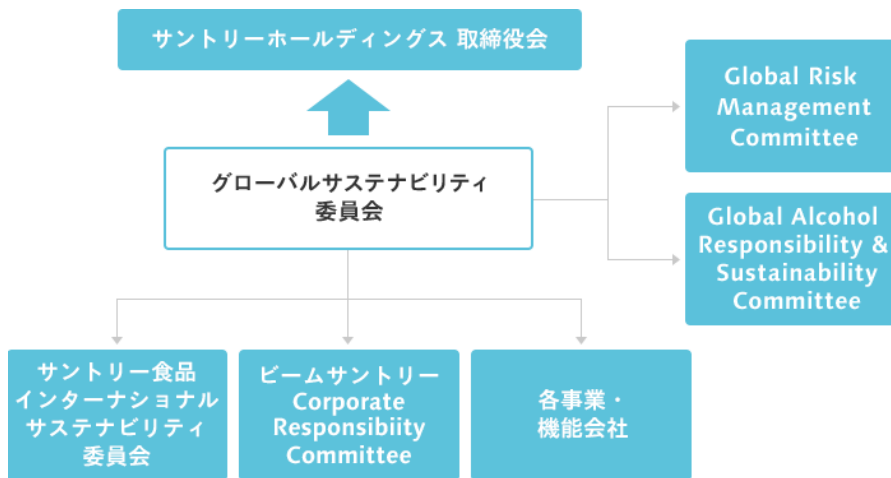 サントリーホールディングス 取締役会
Global Risk
Management
Committee
グローバルサステナビリティ
委員会
Global Alcohol
Responsibility &
Sustainability
Committee
サントリー食品
インターナショナル
サステナビリティ
委員会
ビームサントリー
Corporate
Responsibiity
Committee
各事業・
機能会社